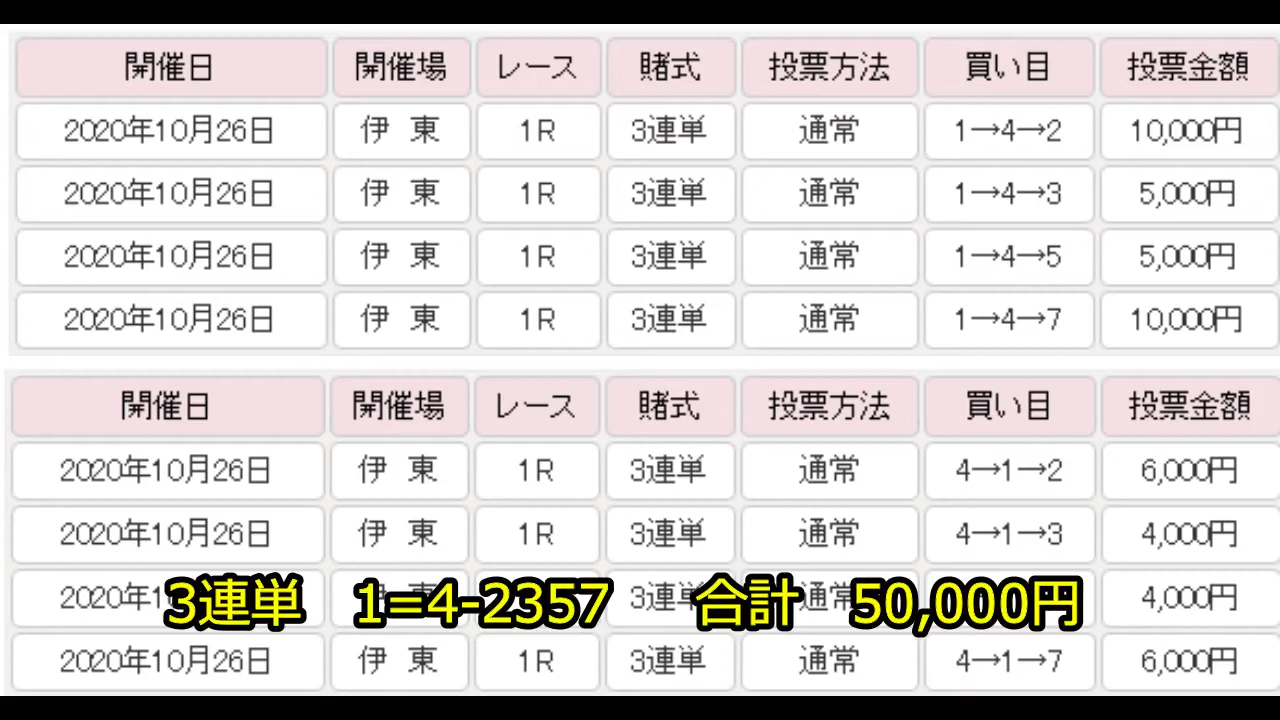 開催日 開催場 レース 賭式 投票方法 買い目 投票金額
2020年10月26日 伊 東 1R 3連単 通常 1→4→2 10,000円
2020年10月26日 伊 東 1R 3連単 通常 1→4→3 5,000円
2020年10月26日 伊 東 1R 3連単 通常 1→4→5 5,000円
2020年10月26日 伊 東 1R 3連単 通常 1→4→7 10,000円
開催日 開催場 レース 賭式 投票方法 買い目 投票金額
2020年10月26日 伊 東 1R 3連単 通常 4→1→2 6,000円
2020年10月26日 伊 東 1R 3連単 通常 4→1→3 4,000円
2020年1 3連単 通常 4,000円
3連単 1=4-2357 合計 50,000円
2020年10月26日 伊 東 1R 3連単 通常 4→1→7 6,000円